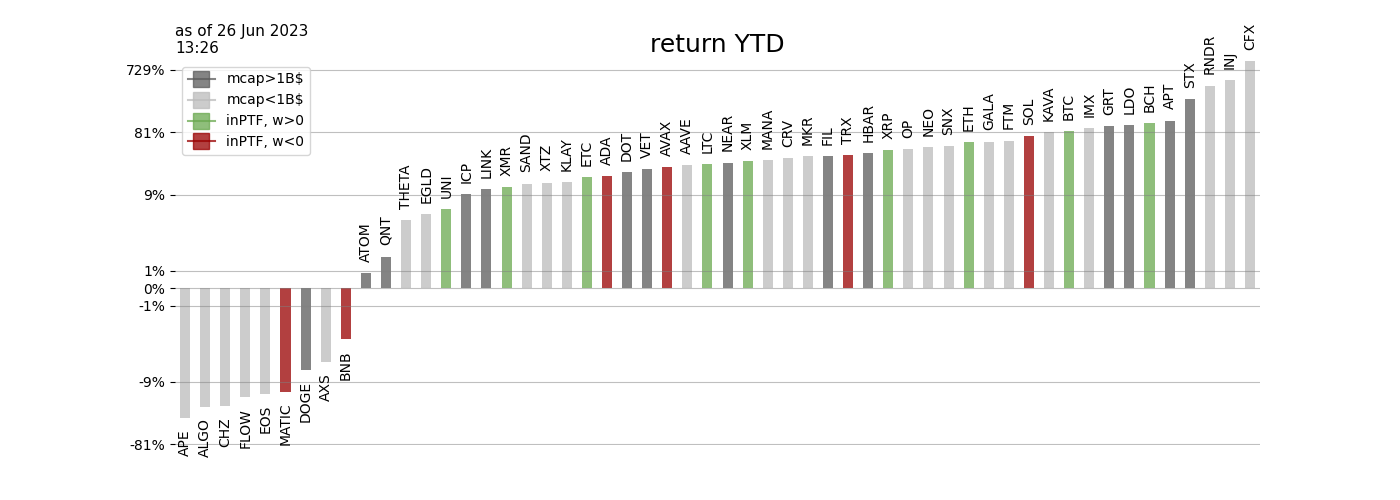 as of 26 Jun 2023
13:26
return YTD
mcap>1B$
mcap<1B$
inPTF, w>0
inPTF, w<0
729%
81%
9%
1%
0%
-1%
-9%
-81%
APE
ALGO
CHZ
FLOW
EOS
MATIC
DOGE
AXS
BNB
ATOM
QNT
THETA
EGLD
UNI
ICP
LINK
XMR
SAND
XTZ
KLAY
ETC
ADA
DOT
VET
AVAX
AAVE
LTC
NEAR
XLM
MANA
CRV
MKR
FIL
TRX
HBAR
XRP
OP
NEO
SNX
ETH
GALA
FTM
SOL
KAVA
BTC
IMX
GRT
LDO
BCH
APT
STX
RNDR
INJ
CFX